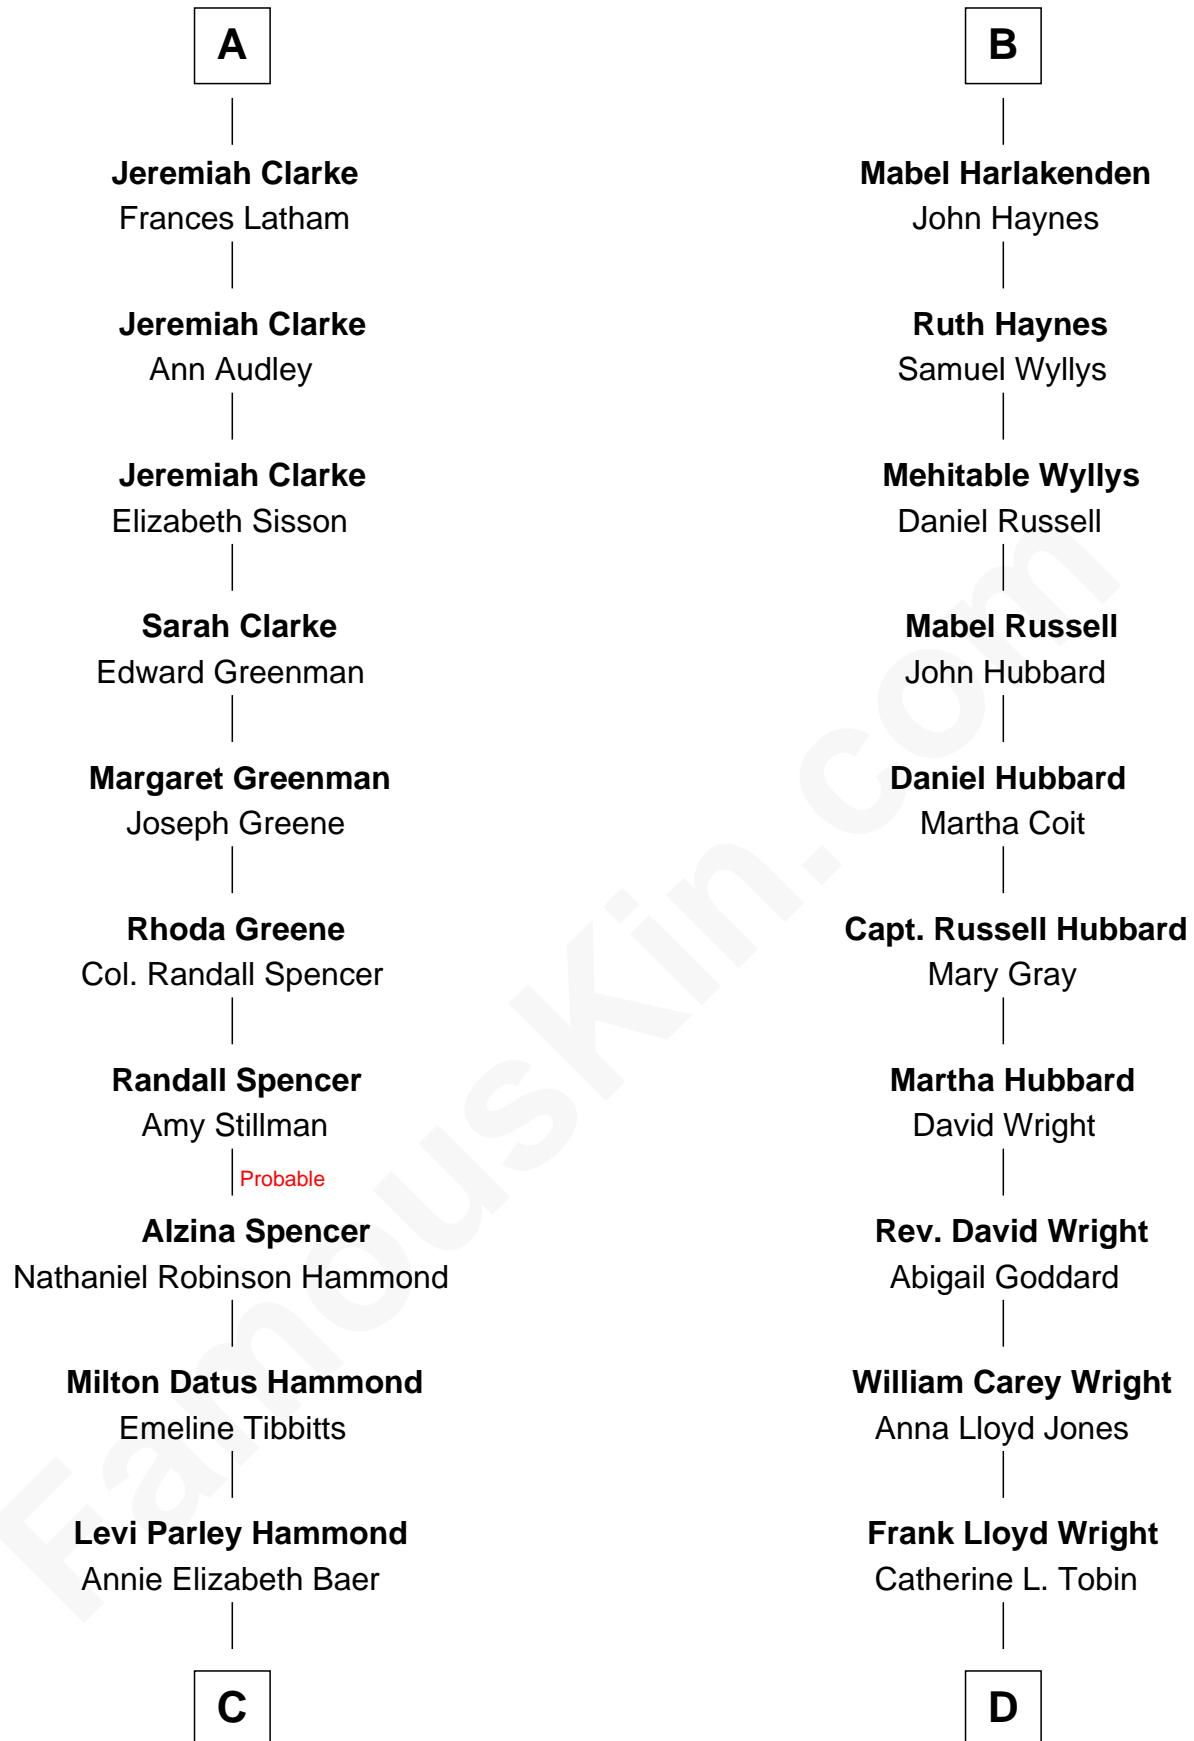 A
Jeremiah Clarke
Frances Latham
Jeremiah Clarke
Ann Audley
Jeremiah Clarke
Elizabeth Sisson
Sarah Clarke
Edward Greenman
Margaret Greenman
Joseph Greene
Rhoda Greene
Col. Randall Spencer
Randall Spencer
Amy Stillman
Probable
Alzina Spencer
Nathaniel Robinson Hammond
Milton Datus Hammond
Emeline Tibbitts
Levi Parley Hammond
Annie Elizabeth Baer
C
B
Mabel Harlakenden
John Haynes
Ruth Haynes
Samuel Wyllys
Mehitable Wyllys
Daniel Russell
Mabel Russell
John Hubbard
Daniel Hubbard
Martha Coit
Capt. Russell Hubbard
Mary Gray
Martha Hubbard
David Wright
Rev. David Wright
Abigail Goddard
William Carey Wright
Anna Lloyd Jones
Frank Lloyd Wright
Catherine L. Tobin
D
FamousKin.com